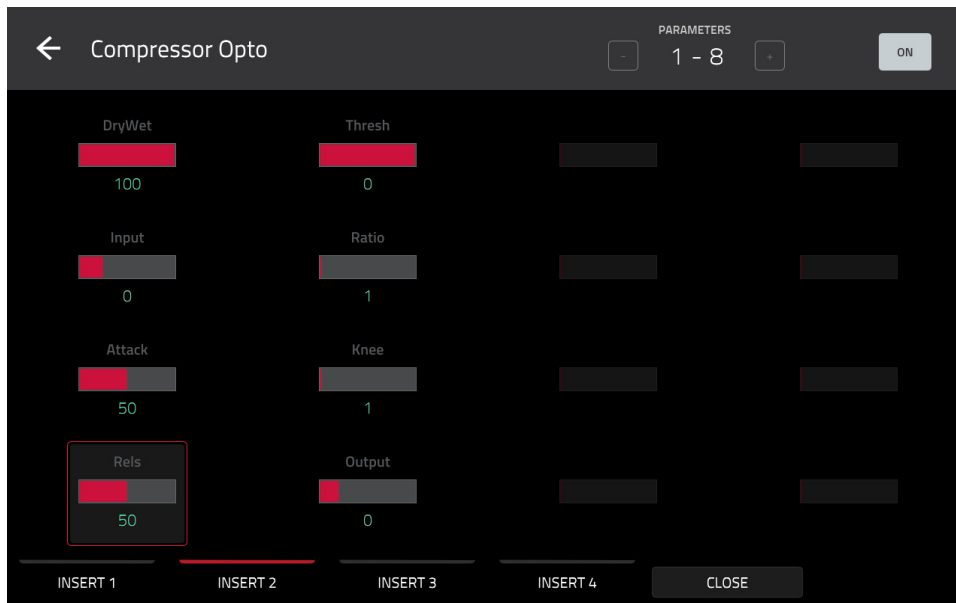 Compressor Opto
PARAMETERS
- 1 - 8 +
ON
DryWet Thresh
100 0
Input Ratio
0 1
Attack Knee
50 1
Rels Output
50 0
INSERT 1 INSERT 2 INSERT 3 INSERT 4 CLOSE